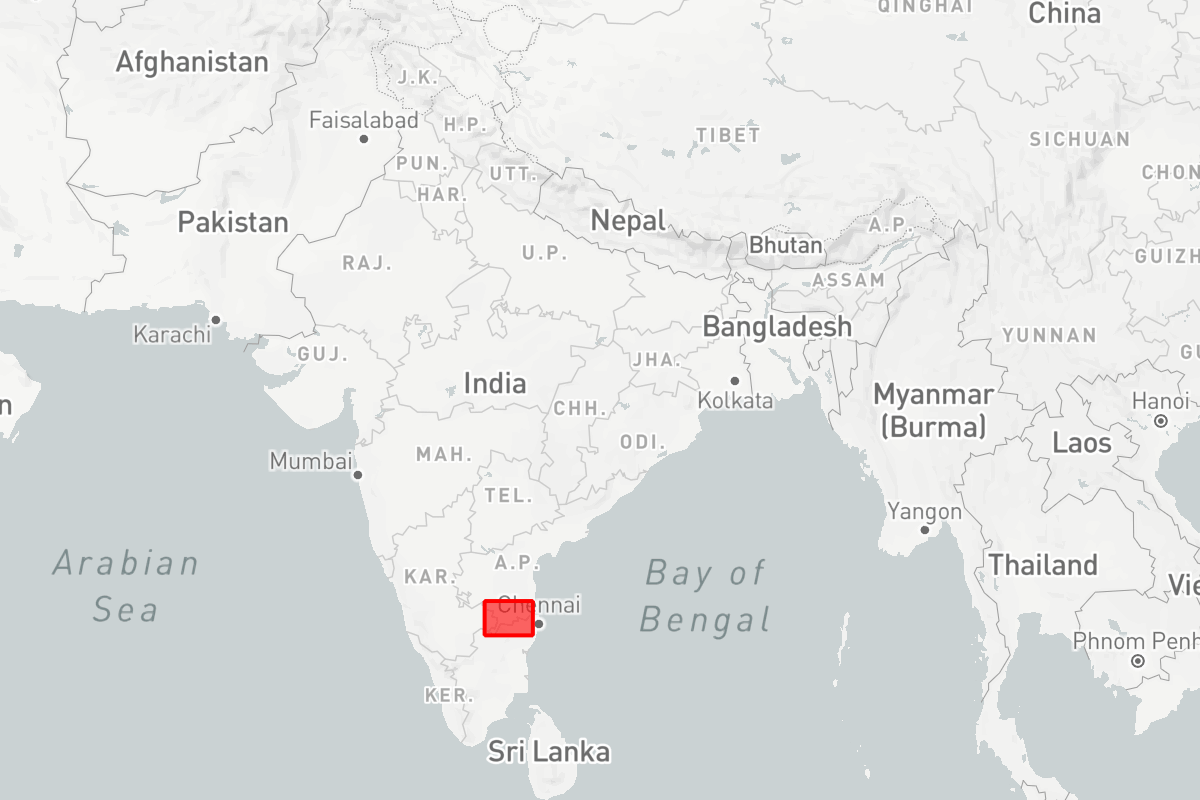 QINGHAI
China
Afghanistan
J.K.
Faisalabad
H.P.
TIBET
SICHUAN
PUN.
UTT.
CHON
HAR.
Pakistan
Nepal
A.P.
Bhutan
U.P.
RAJ.
ASSAM
GUIZH
Karachi
Bangladesh
YUNNAN
GUJ.
JHA.
GU
India
Kolkata
Myanmar
(Burma)
Hanoi
n
CHH.
ODI.
Laos
MAH.
Mumbai
TEL.
Yangon
Arabian
Sea
A.P.
KAR.
Bay of
Bengal
Thailand
Vie
Chennai
Phnom Penh
KER.
Sri Lanka